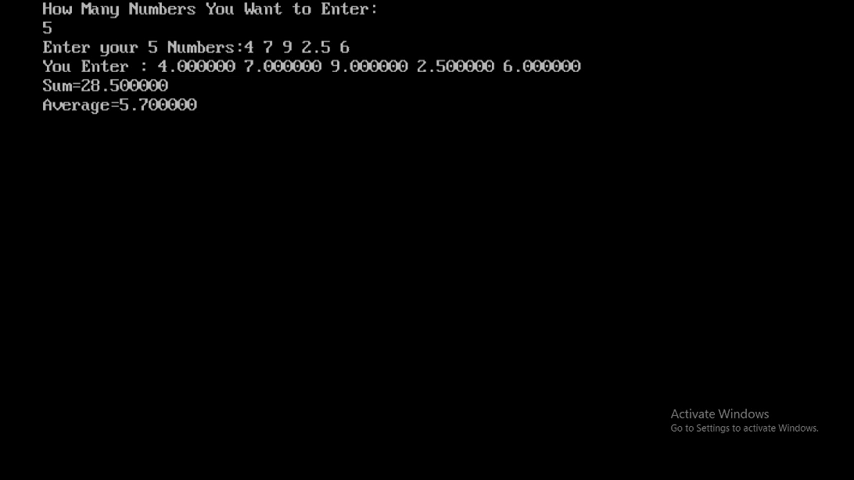 How Many Numbers You Want to Enter:
5
Enter your 5 Numbers:4 7 9 2.5 6
You Enter : 4.000000 7.000000 9.000000 2.500000 6.000000
Sum=28.500000
Average=5.700000
Activate Windows
Go to Settings to activate Windows.